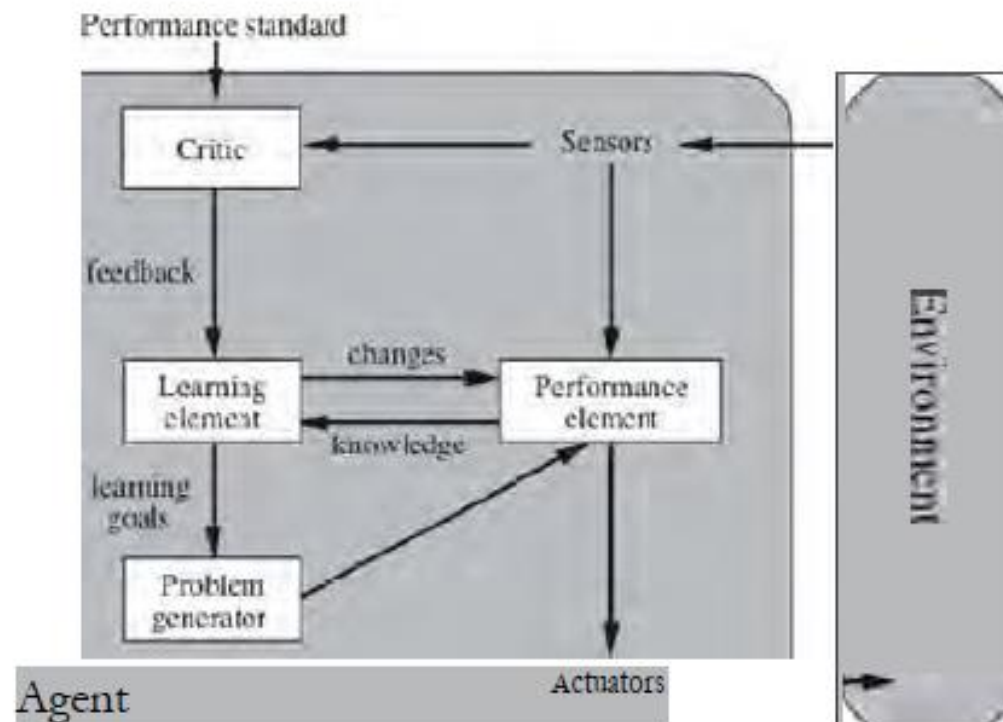 Performance standard
Critic
Sensors
feedback
changes
Learning
element
Performance
element
knowledge
learning
goals
Problem
generator
Environment
Agent
Actuators